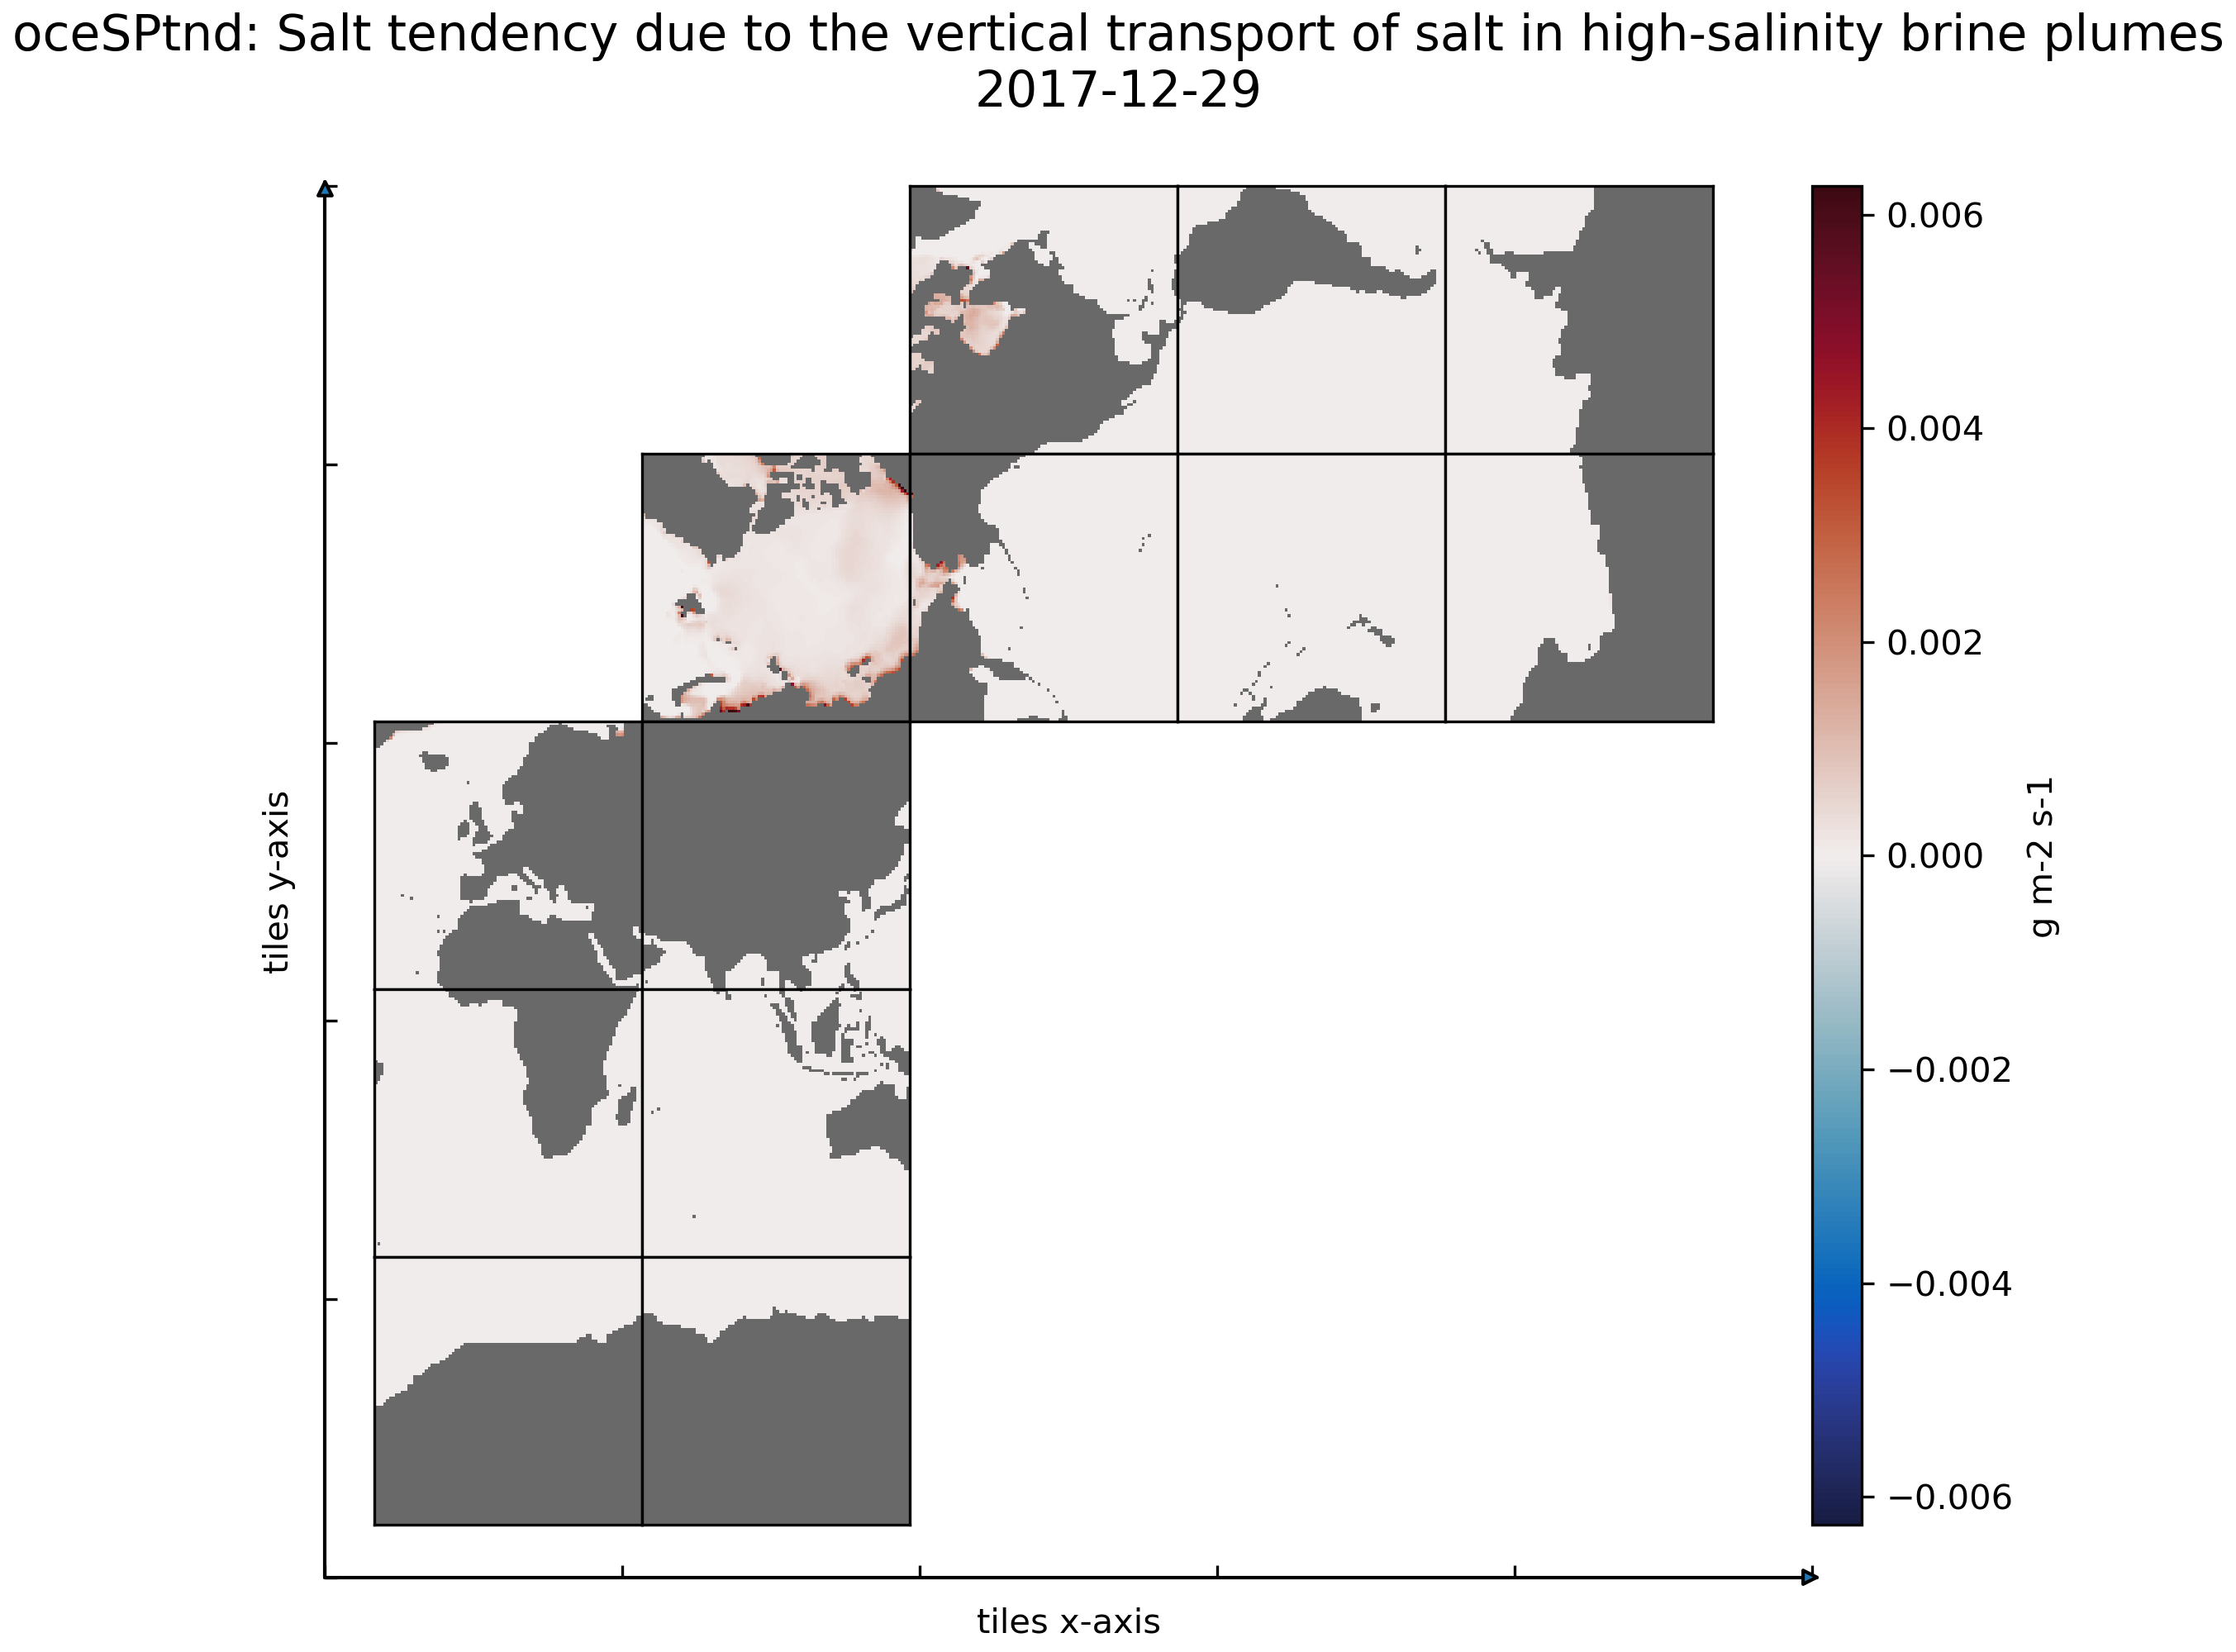 oceSPtnd: Salt tendency due to the vertical transport of salt in high-salinity brine plumes
2017-12-29
0.006
0.004
0.002
0.000
−0.002
−0.004
−0.006
g m-2 s-1
tiles y-axis
tiles x-axis